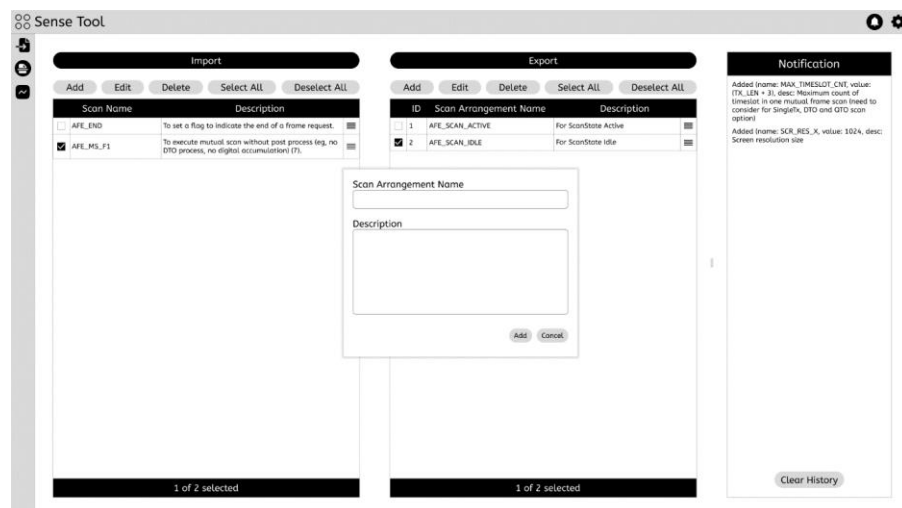 Sense Tool
Import
Add Edit Delete Select All Deselect All
Scan Name Description
AFE_END To set a flag to indicate the end of a frame request.
AFE_MS_F1 To execute mutual scan without post process (eg, no
DTO process, no digital accumulation) (?).
1 of 2 selected
Export
Add Edit Delete Select All Deselect All
ID Scan Arrangement Name Description
1 AFE_SCAN_ACTIVE For ScanState Active
2 AFE_SCAN_IDLE For ScanState Idle
Scan Arrangement Name
Description
Add Cancel
1 of 2 selected
Notification
Added (name: MAX_TIMESLOT_CNT, value:
(TX_LEN + 3), desc: Maximum count of
timeslot in one mutual frame scan (need to
consider for SingleTx, DTO and QTO scan
option)
Added (name: SCR_RES_X, value: 1024, desc:
Screen resolution size
Clear History